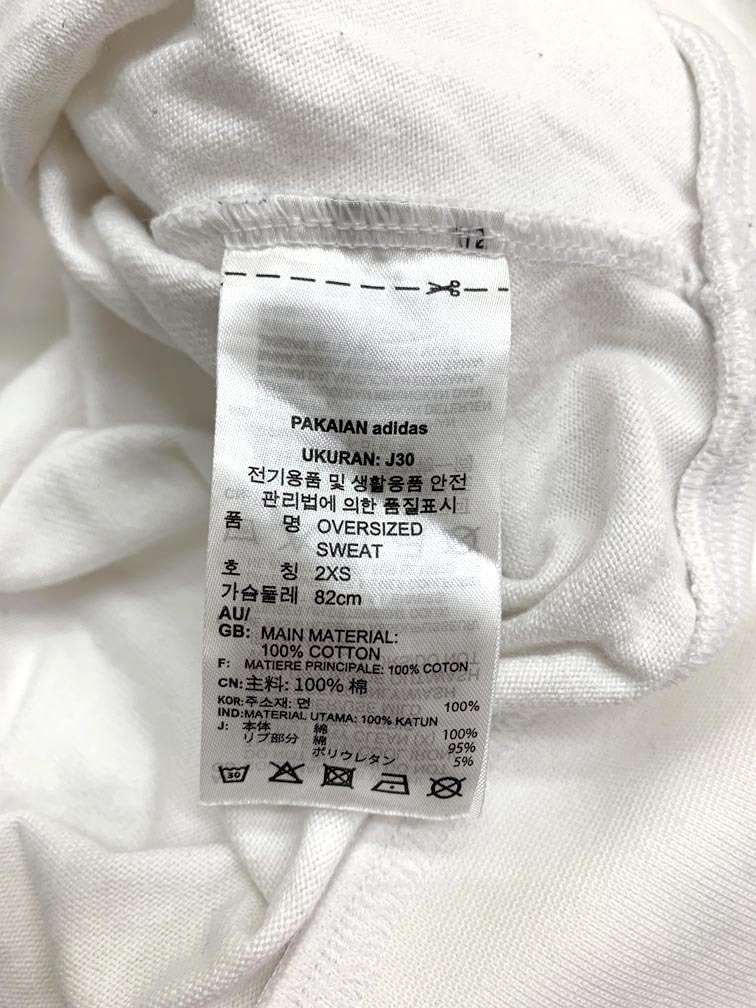 12
PAKAIAN adidas
UKURAN: J30
전기용품 및 생활용품 안전
관리법에 의한 품질표시
품 명 OVERSIZED
SWEAT
호 칭 2XS
가슴둘레 82cm
AU/
GB: MAIN MATERIAL:
100% COTTON
F: MATIERE PRINCIPALE: 100% COTON
CN: 主料: 100% 棉
KOR: 주소재: 면 100%
IND: MATERIAL UTAMA: 100% KATUN
J: 本体 綿 100%
リブ部分 綿 95%
ポリウレタン 5%
30